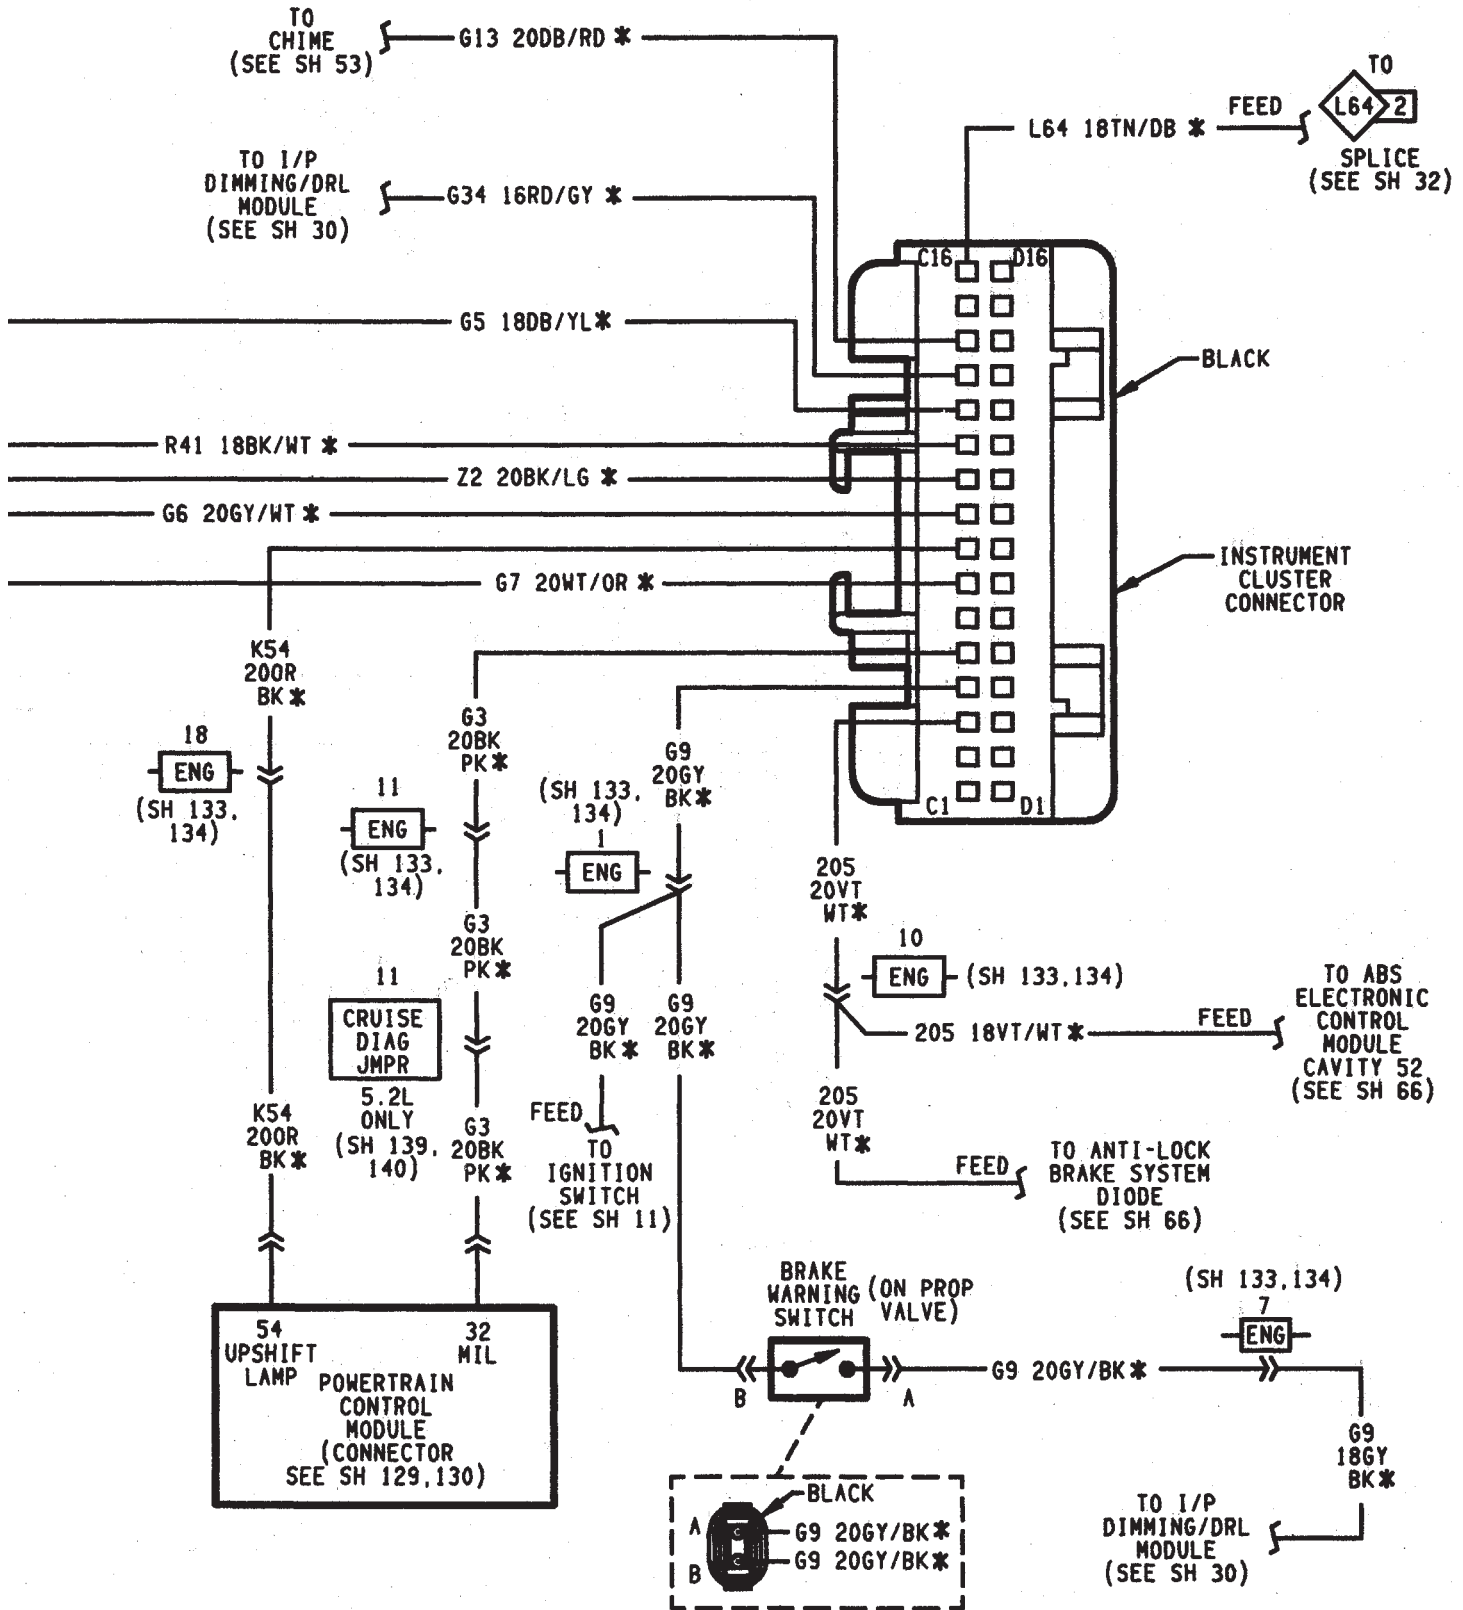 TO
CHIME
(SEE SH 53)
G13 20DB/RD *
TO
L64 2
FEED
L64 18TN/DB *
SPLICE
(SEE SH 32)
TO I/P
DIMMING/DRL
MODULE
(SEE SH 30)
G34 16RD/GY *
C16 D16
G5 18DB/YL*
BLACK
R41 18BK/WT *
Z2 20BK/LG *
G6 20GY/WT *
G7 20WT/OR *
INSTRUMENT
CLUSTER
CONNECTOR
C1 D1
K54
20OR
BK*
18
ENG
(SH 133,
134)
G3
20BK
PK*
11
ENG
(SH 133,
134)
G9
20GY
BK*
(SH 133,
134)
1
ENG
205
20VT
WT*
10
ENG
(SH 133,134)
G3
20BK
PK*
11
CRUISE
DIAG
JMPR
5.2L
ONLY
(SH 139,
140)
G9
20GY
BK*
G9
20GY
BK*
205 18VT/WT*
FEED
TO ABS
ELECTRONIC
CONTROL
MODULE
CAVITY 52
(SEE SH 66)
K54
20OR
BK*
G3
20BK
PK*
FEED
TO
IGNITION
SWITCH
(SEE SH 11)
205
20VT
WT*
FEED
TO ANTI-LOCK
BRAKE SYSTEM
DIODE
(SEE SH 66)
54
UPSHIFT
LAMP
32
MIL
POWERTRAIN
CONTROL
MODULE
(CONNECTOR
SEE SH 129,130)
BRAKE
WARNING
SWITCH
(ON PROP
VALVE)
B
A
G9 20GY/BK*
(SH 133,134)
7
ENG
G9
18GY
BK*
TO I/P
DIMMING/DRL
MODULE
(SEE SH 30)
BLACK
A
G9 20GY/BK*
B
G9 20GY/BK*